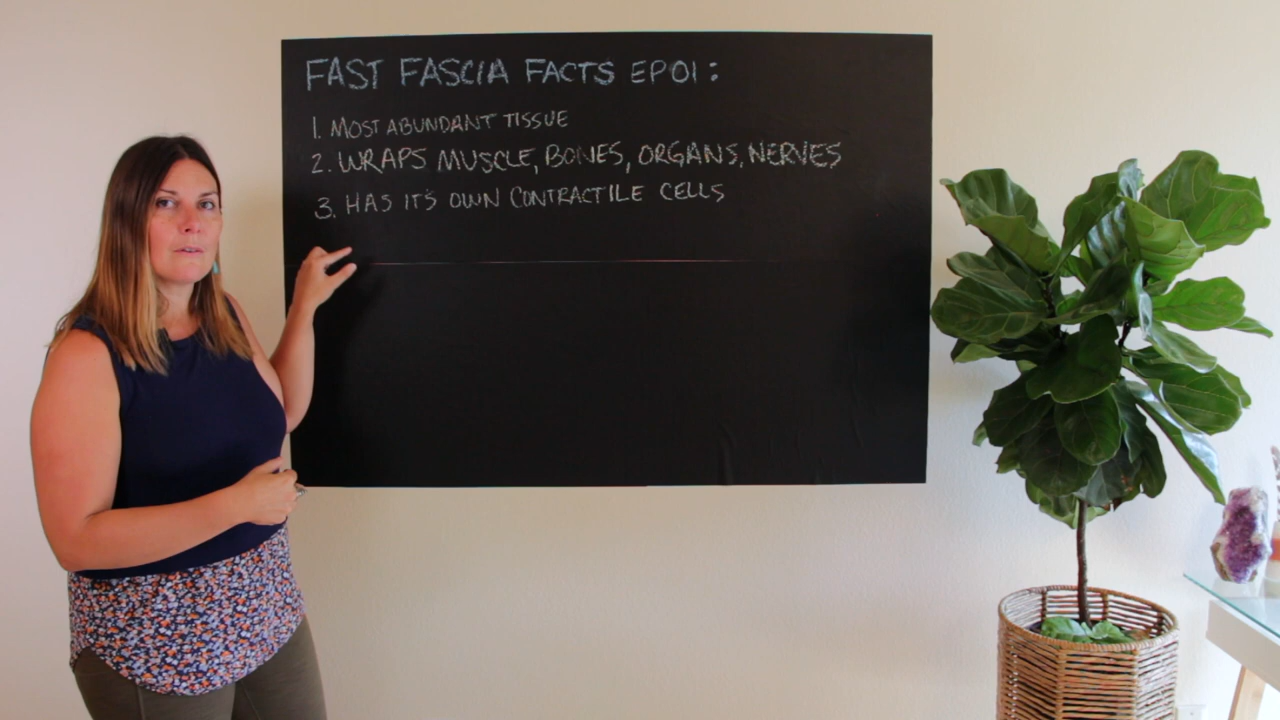 FAST FASCIA FACTS EP01:
1. MOST ABUNDANT TISSUE
2. WRAPS MUSCLE, BONES, ORGANS, NERVES
3. HAS IT'S OWN CONTRACTILE CELLS